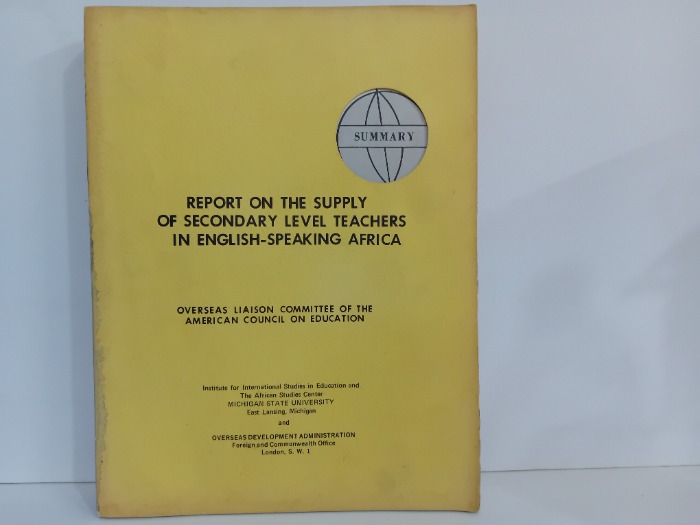 SUMMARY
REPORT ON THE SUPPLY
OF SECONDARY LEVEL TEACHERS
IN ENGLISH-SPEAKING AFRICA
OVERSEAS LIAISON COMMITTEE OF THE
AMERICAN COUNCIL ON EDUCATION
Institute for International Studies in Education and
The African Studies Center
MICHIGAN STATE UNIVERSITY
East Lansing, Michigan
and
OVERSEAS DEVELOPMENT ADMINISTRATION
Foreign and Commonwealth Office
London, S. W. 1